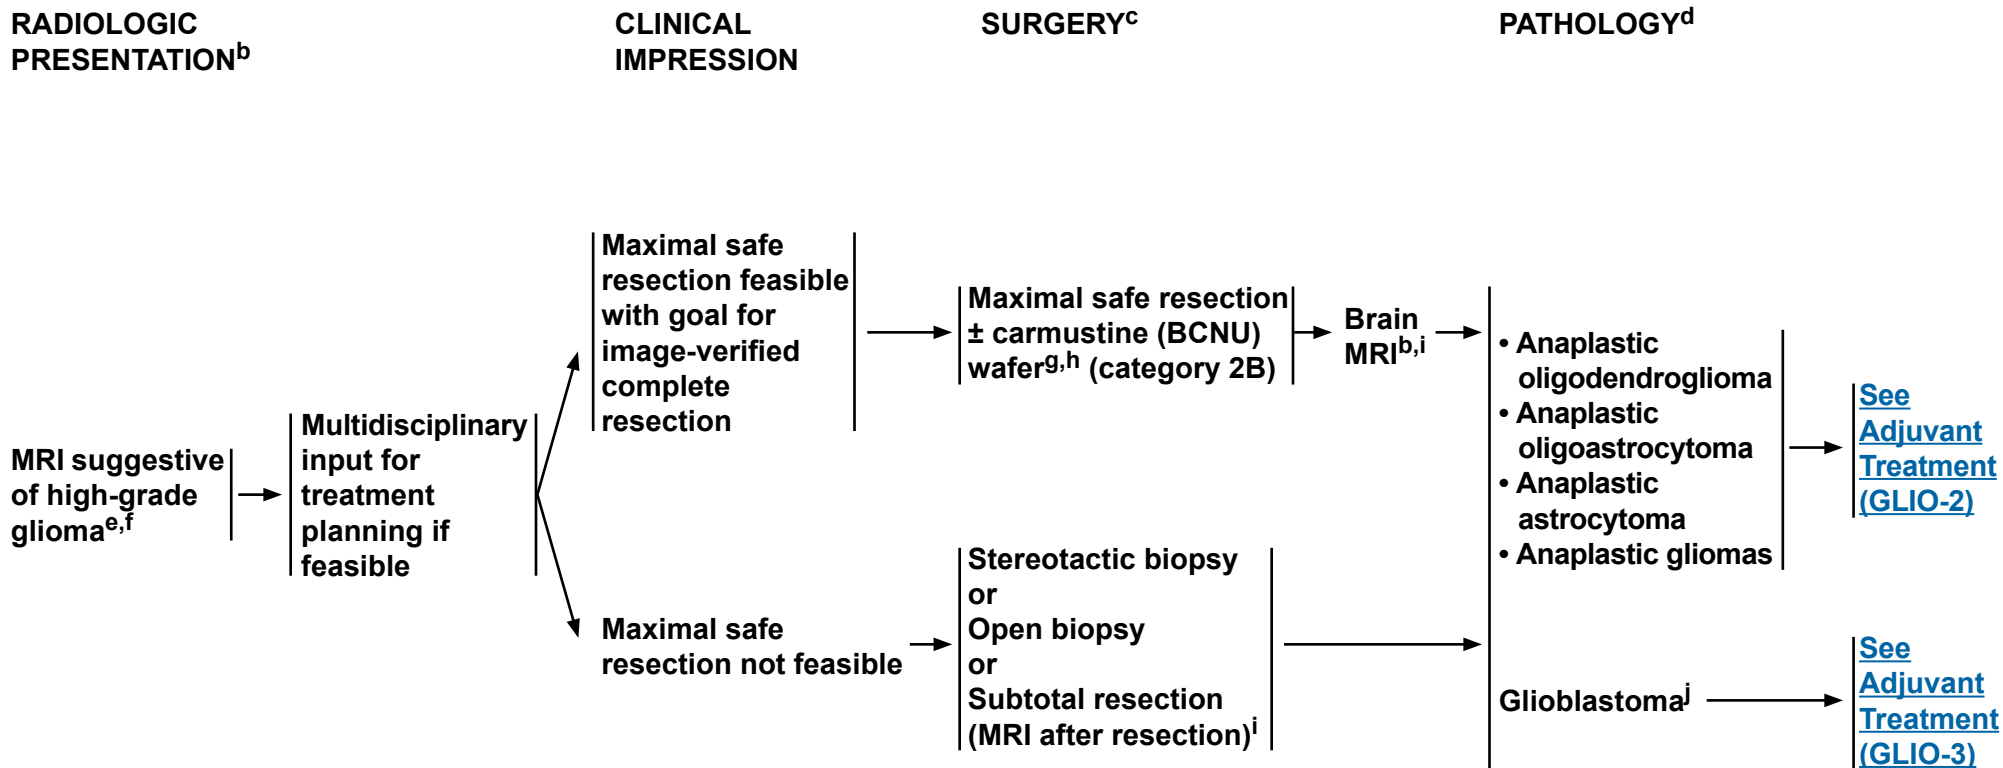 RADIOLOGIC
PRESENTATIONb
CLINICAL
IMPRESSION
SURGERYc
PATHOLOGYd
MRI suggestive
of high-grade
gliomae,f
Multidisciplinary
input for
treatment
planning if
feasible
Maximal safe
resection feasible
with goal for
image-verified
complete
resection
Maximal safe resection
± carmustine (BCNU)
waferg,h (category 2B)
Brain
MRIb,i
Maximal safe
resection not feasible
Stereotactic biopsy
or
Open biopsy
or
Subtotal resection
(MRI after resection)i
• Anaplastic
oligodendroglioma
• Anaplastic
oligoastrocytoma
• Anaplastic
astrocytoma
• Anaplastic gliomas
See
Adjuvant
Treatment
(GLIO-2)
Glioblastomaj
See
Adjuvant
Treatment
(GLIO-3)